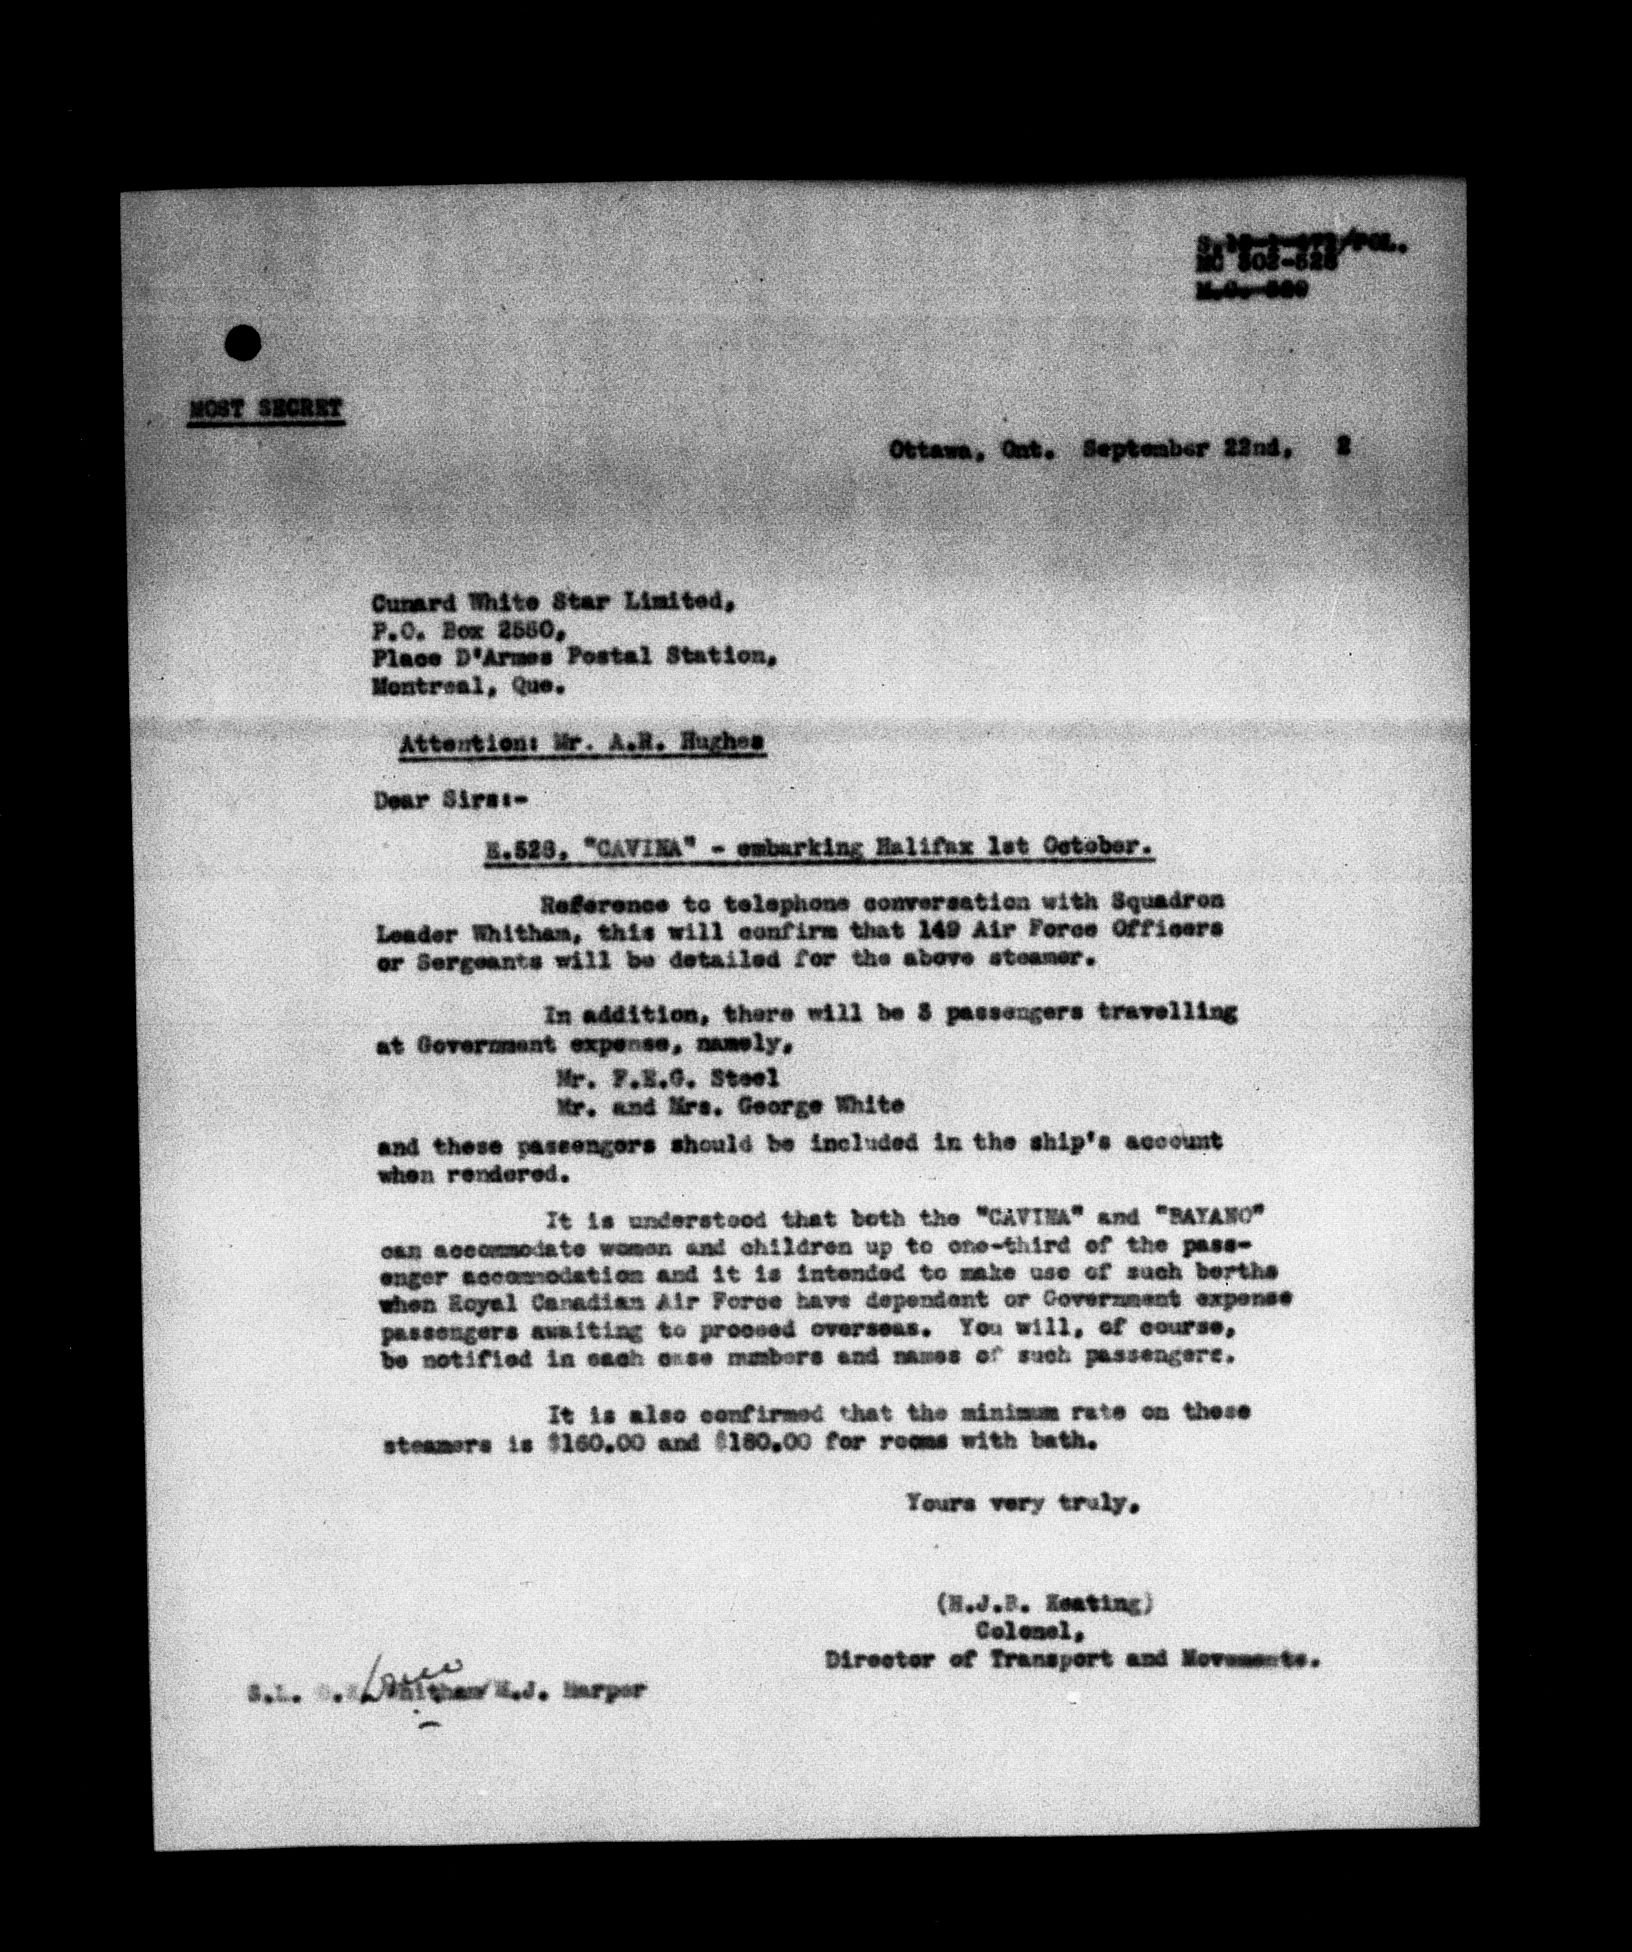 MC 302-528
MOST SECRET
Ottawa, Ont. September 22nd, 2
Cunard White Star Limited,
P.O. Box 2550,
Place D'Armes Postal Station,
Montreal, Que.
Attention: Mr. A.R. Hughes
Dear Sirs:-
E.528, "CAVINA" - embarking Halifax 1st October.
Reference to telephone conversation with Squadron
Leader Whitham, this will confirm that 149 Air Force Officers
or Sergeants will be detailed for the above steamer.
In addition, there will be 3 passengers travelling
at Government expense, namely,
Mr. F.E.G. Steel
Mr. and Mrs. George White
and these passengers should be included in the ship's account
when rendered.
It is understood that both the "CAVINA" and "BAYANO"
can accommodate women and children up to one-third of the pass-
enger accommodation and it is intended to make use of such berths
when Royal Canadian Air Force have dependent or Government expense
passengers awaiting to proceed overseas. You will, of course,
be notified in each case numbers and names of such passengers.
It is also confirmed that the minimum rate on these
steamers is $160.00 and $180.00 for rooms with bath.
Yours very truly,
(H.J.B. Keating)
Colonel,
Director of Transport and Movements.
S.L. Whitham/E.J. Harper